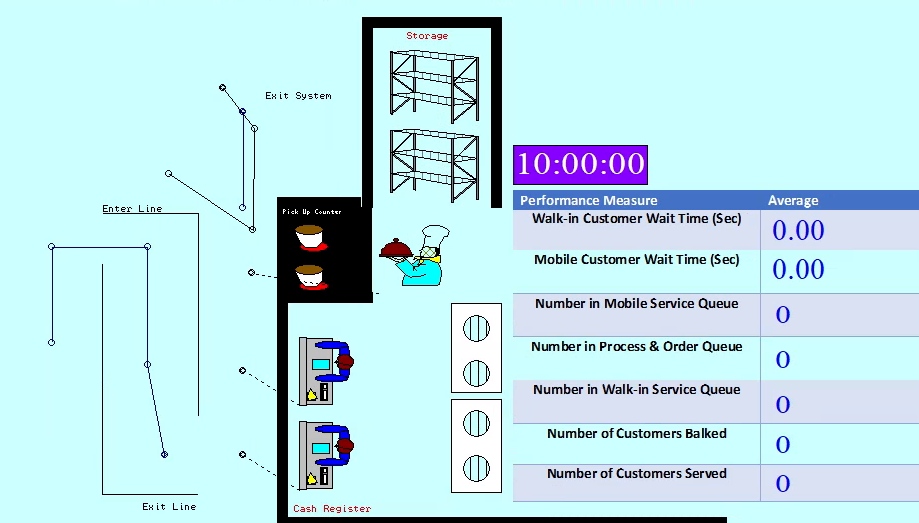 Storage
Exit System
Enter Line
Pick Up Counter
Exit Line
Cash Register
10:00:00
Performance Measure Average
Walk-in Customer Wait Time (Sec) 0.00
Mobile Customer Wait Time (Sec) 0.00
Number in Mobile Service Queue 0
Number in Process & Order Queue 0
Number in Walk-in Service Queue 0
Number of Customers Balked 0
Number of Customers Served 0